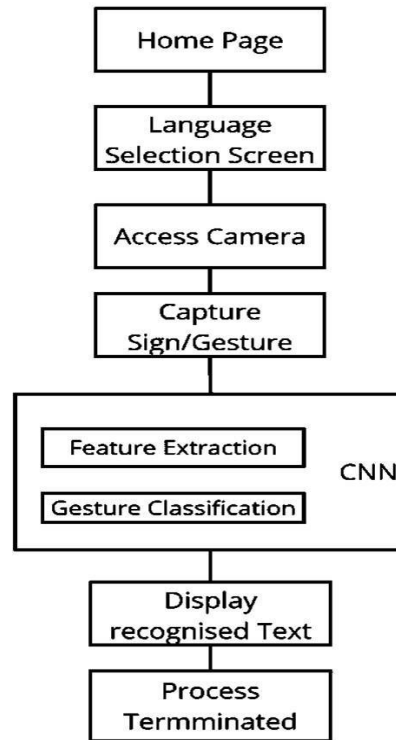 Home Page
Language
Selection Screen
Access Camera
Capture
Sign/Gesture
Feature Extraction
CNN
Gesture Classification
Display
recognised Text
Process
Termminated